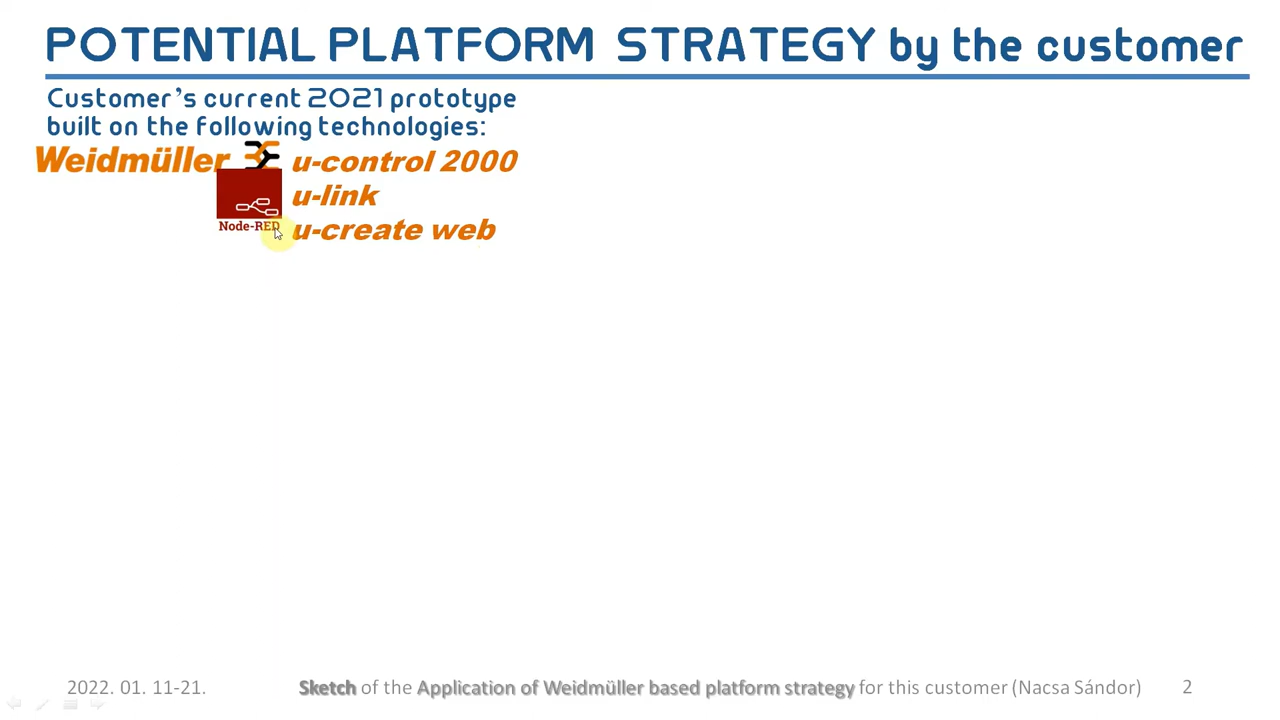 POTENTIAL PLATFORM STRATEGY by the customer
Customer's current 2021 prototype
built on the following technologies:
Weidmüller u-control 2000
u-link
Node-RED u-create web
2022. 01. 11-21. Sketch of the Application of Weidmüller based platform strategy for this customer (Nacsa Sándor) 2